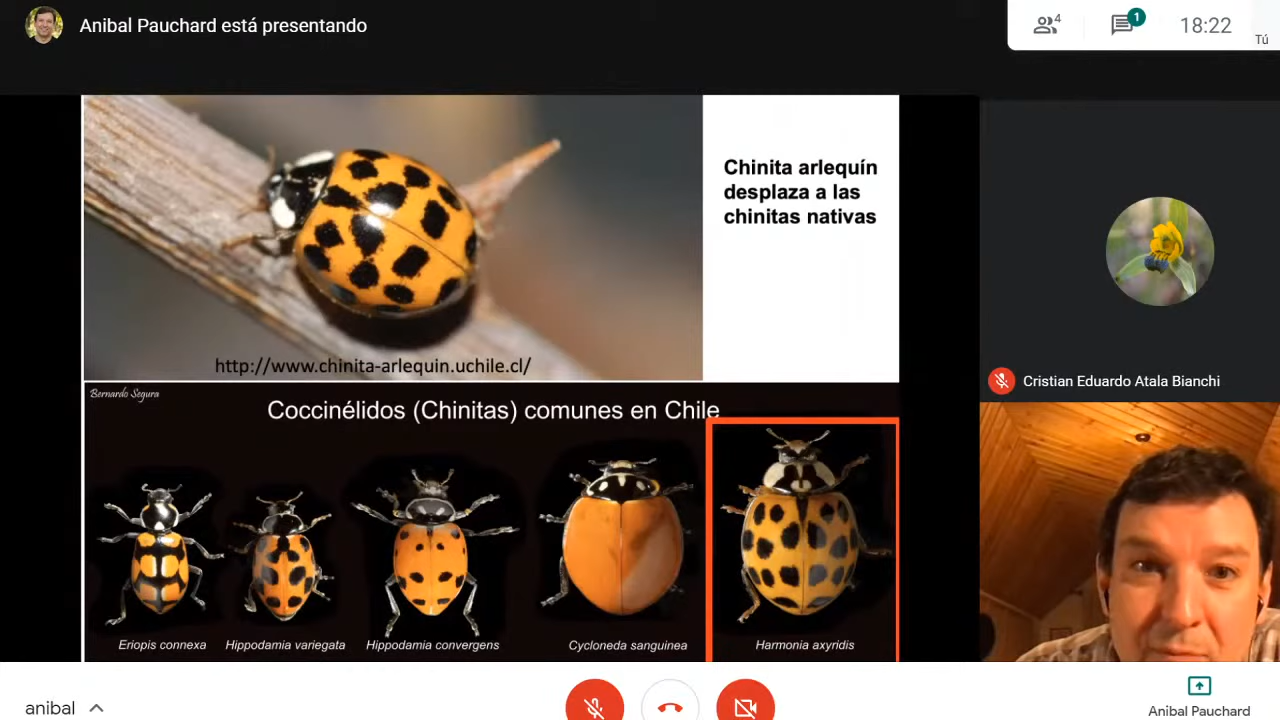 Anibal Pauchard está presentando
4
1
18:22
Tú
Chinita arlequín
desplaza a las
chinitas nativas
http://www.chinita-arlequin.uchile.cl/
Bernardo Segura
Coccinélidos (Chinitas) comunes en Chile
Eriopis connexa
Hippodamia variegata
Hippodamia convergens
Cycloneda sanguinea
Harmonia axyridis
Cristian Eduardo Atala Bianchi
anibal
Anibal Pauchard